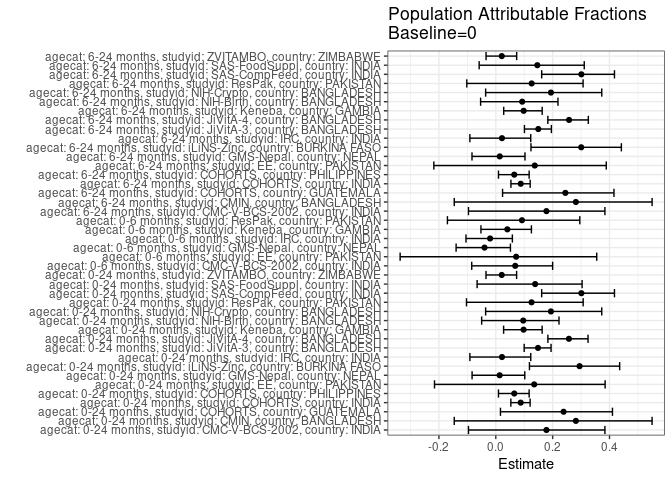 Population Attributable Fractions
Baseline=0
agecat: 6-24 months, studyid: ZVITAMBO, country: ZIMBABWE
agecat: 6-24 months, studyid: SAS-FoodSuppl, country: INDIA
agecat: 6-24 months, studyid: SAS-CompFeed, country: INDIA
agecat: 6-24 months, studyid: ResPak, country: PAKISTAN
agecat: 6-24 months, studyid: NIH-Crypto, country: BANGLADESH
agecat: 6-24 months, studyid: NIH-Birth, country: BANGLADESH
agecat: 6-24 months, studyid: Keneba, country: GAMBIA
agecat: 6-24 months, studyid: JiVitA-4, country: BANGLADESH
agecat: 6-24 months, studyid: JiVitA-3, country: BANGLADESH
agecat: 6-24 months, studyid: IRC, country: INDIA
agecat: 6-24 months, studyid: iLiNS-Zinc, country: BURKINA FASO
agecat: 6-24 months, studyid: GMS-Nepal, country: NEPAL
agecat: 6-24 months, studyid: EE, country: PAKISTAN
agecat: 6-24 months, studyid: COHORTS, country: PHILIPPINES
agecat: 6-24 months, studyid: COHORTS, country: INDIA
agecat: 6-24 months, studyid: COHORTS, country: GUATEMALA
agecat: 6-24 months, studyid: CMIN, country: BANGLADESH
agecat: 6-24 months, studyid: CMC-V-BCS-2002, country: INDIA
agecat: 0-6 months, studyid: ResPak, country: PAKISTAN
agecat: 0-6 months, studyid: Keneba, country: GAMBIA
agecat: 0-6 months, studyid: IRC, country: INDIA
agecat: 0-6 months, studyid: GMS-Nepal, country: NEPAL
agecat: 0-6 months, studyid: EE, country: PAKISTAN
agecat: 0-6 months, studyid: CMC-V-BCS-2002, country: INDIA
agecat: 0-24 months, studyid: ZVITAMBO, country: ZIMBABWE
agecat: 0-24 months, studyid: SAS-FoodSuppl, country: INDIA
agecat: 0-24 months, studyid: SAS-CompFeed, country: INDIA
agecat: 0-24 months, studyid: ResPak, country: PAKISTAN
agecat: 0-24 months, studyid: NIH-Crypto, country: BANGLADESH
agecat: 0-24 months, studyid: NIH-Birth, country: BANGLADESH
agecat: 0-24 months, studyid: Keneba, country: GAMBIA
agecat: 0-24 months, studyid: JiVitA-4, country: BANGLADESH
agecat: 0-24 months, studyid: JiVitA-3, country: BANGLADESH
agecat: 0-24 months, studyid: IRC, country: INDIA
agecat: 0-24 months, studyid: iLiNS-Zinc, country: BURKINA FASO
agecat: 0-24 months, studyid: GMS-Nepal, country: NEPAL
agecat: 0-24 months, studyid: EE, country: PAKISTAN
agecat: 0-24 months, studyid: COHORTS, country: PHILIPPINES
agecat: 0-24 months, studyid: COHORTS, country: INDIA
agecat: 0-24 months, studyid: COHORTS, country: GUATEMALA
agecat: 0-24 months, studyid: CMIN, country: BANGLADESH
agecat: 0-24 months, studyid: CMC-V-BCS-2002, country: INDIA
-0.2 0.0 0.2 0.4
Estimate